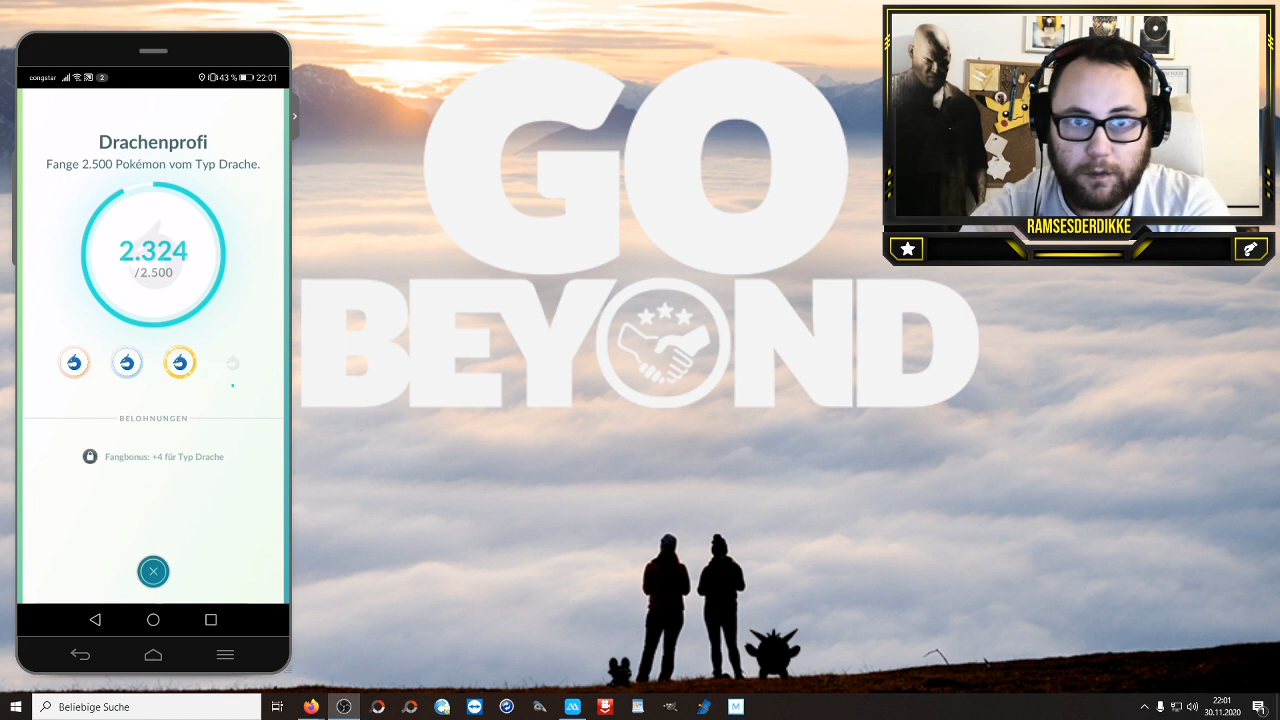 congstar 2 43 % 22:01
Drachenprofi
Fange 2.500 Pokémon vom Typ Drache.
2.324
/2.500
BELOHNUNGEN
Fangbonus: +4 für Typ Drache
GO
BEYOND
RAMSESDERDIKKE
Beliebige Suche
M
22:01
30.11.2020